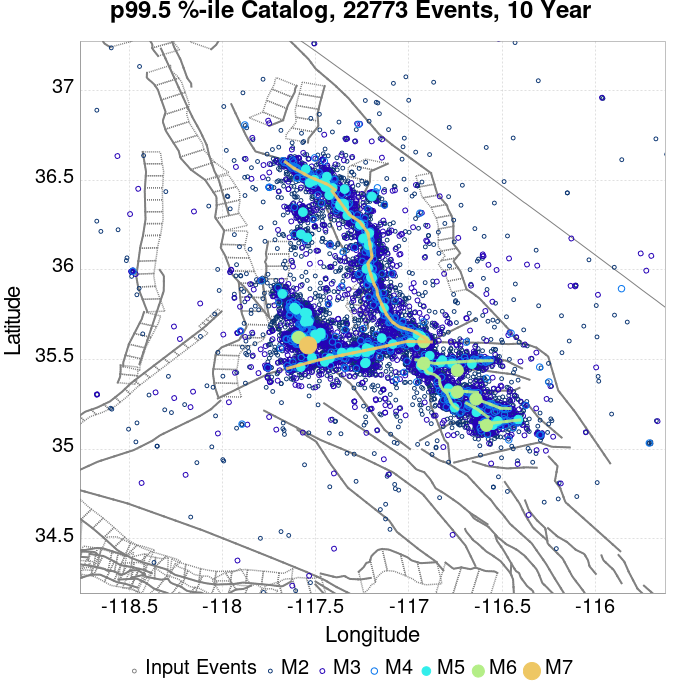 p99.5 %-ile Catalog, 22773 Events, 10 Year
37
36.5
36
35.5
35
34.5
Latitude
-118.5 -118 -117.5 -117 -116.5 -116
Longitude
Input Events M2 M3 M4 M5 M6 M7